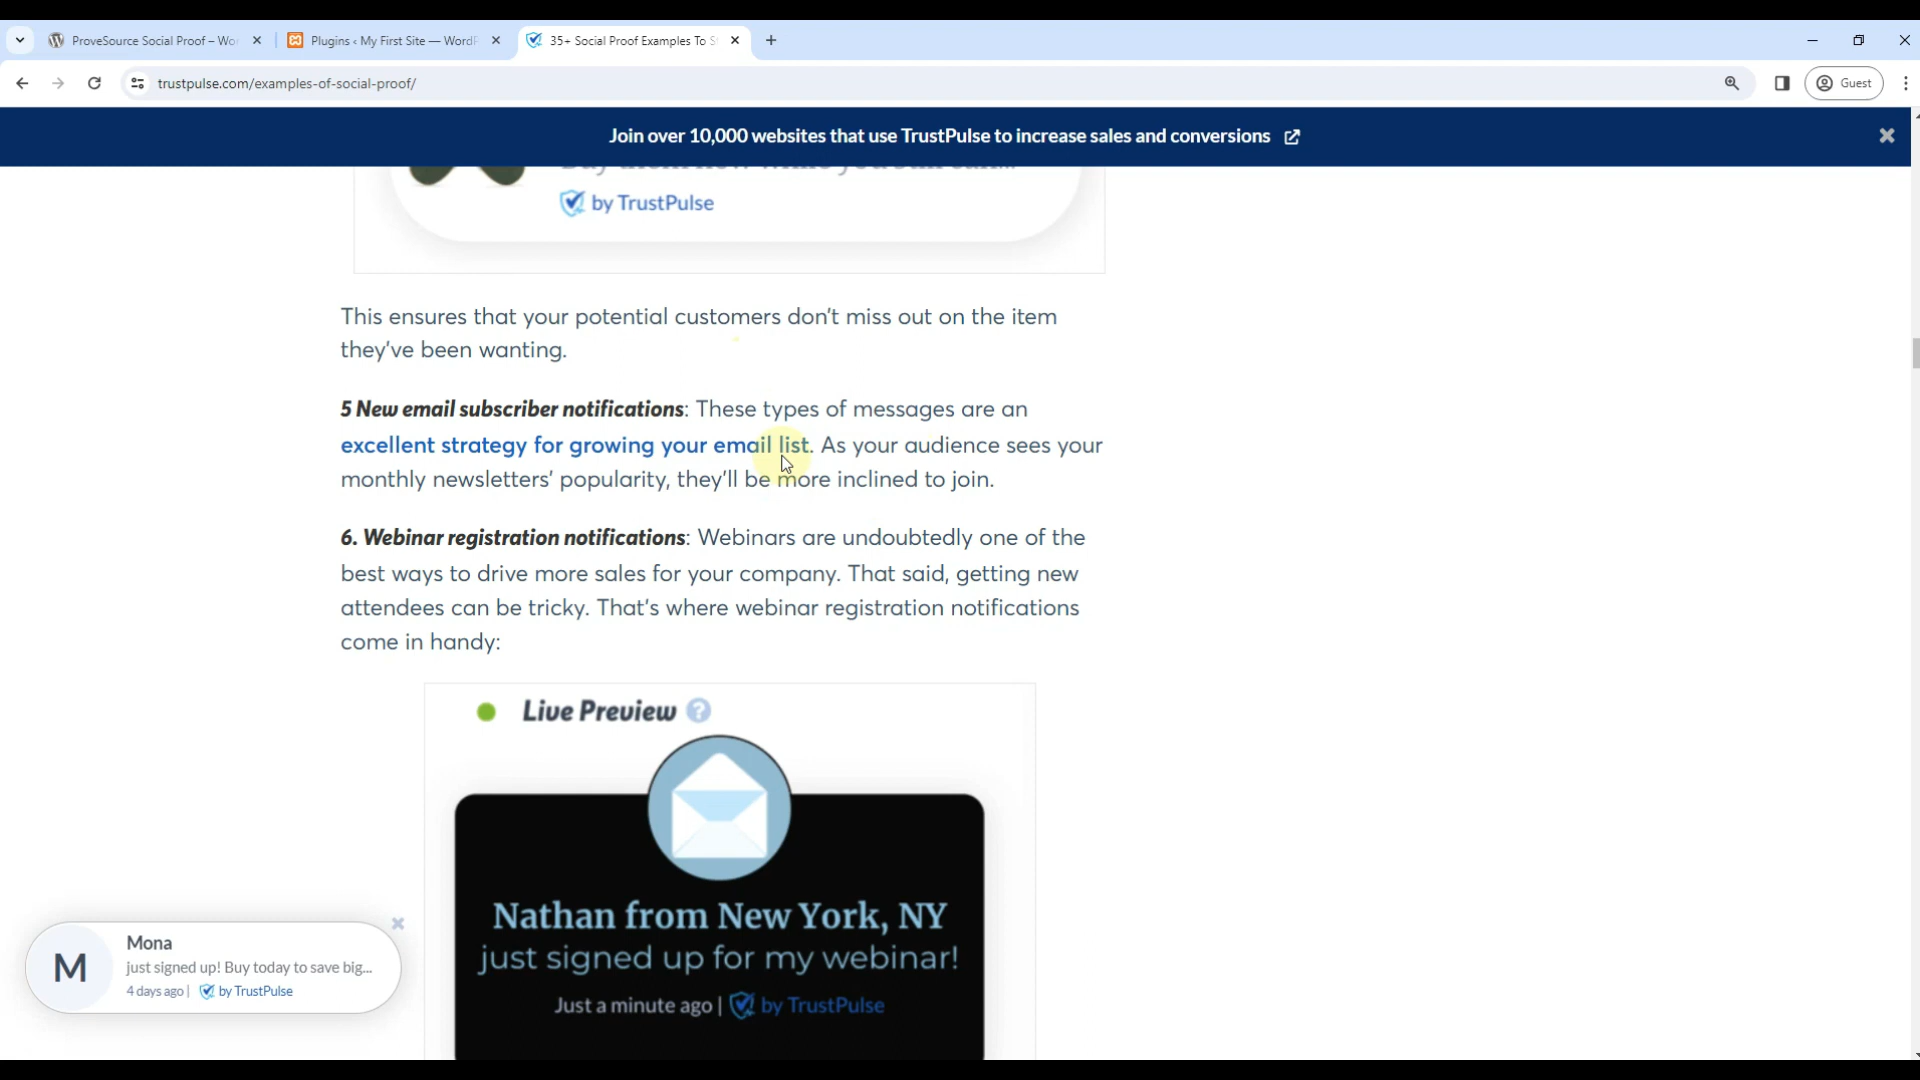 ProveSource Social Proof – Wo
Plugins ‹ My First Site — WordP
35+ Social Proof Examples To S
trustpulse.com/examples-of-social-proof/
Guest
Join over 10,000 websites that use TrustPulse to increase sales and conversions
by TrustPulse
This ensures that your potential customers don't miss out on the item
they've been wanting.
5 New email subscriber notifications: These types of messages are an
excellent strategy for growing your email list. As your audience sees your
monthly newsletters' popularity, they'll be more inclined to join.
6. Webinar registration notifications: Webinars are undoubtedly one of the
best ways to drive more sales for your company. That said, getting new
attendees can be tricky. That's where webinar registration notifications
come in handy:
Live Preview ?
Nathan from New York, NY
just signed up for my webinar!
Just a minute ago | by TrustPulse
M
Mona
just signed up! Buy today to save big...
4 days ago | by TrustPulse